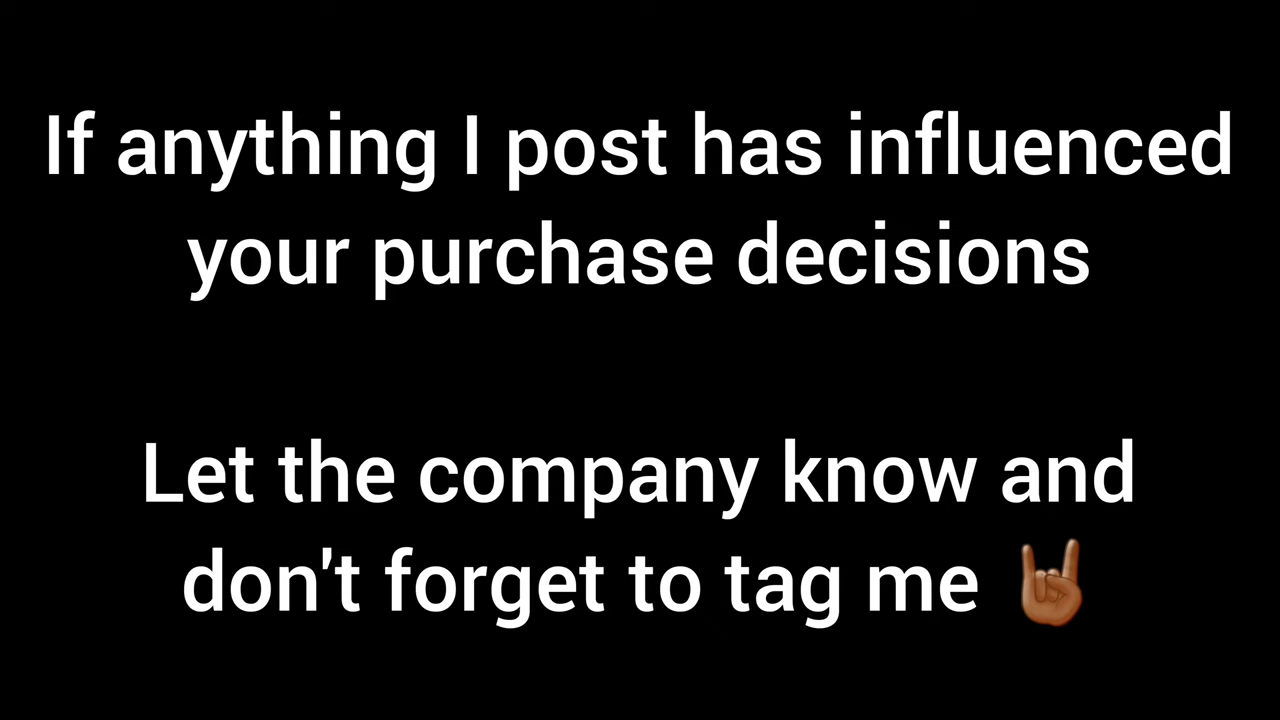 If anything I post has influenced
your purchase decisions
Let the company know and
don't forget to tag me 🤘🏾